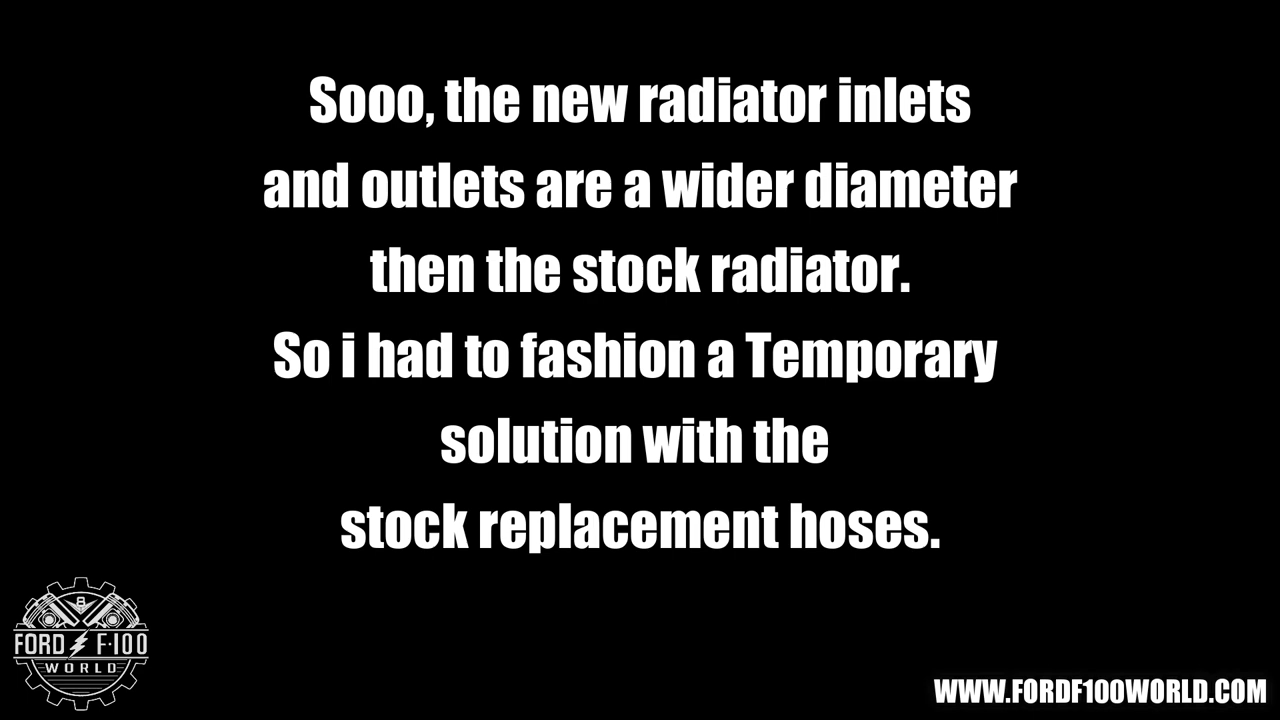 Sooo, the new radiator inlets
and outlets are a wider diameter
then the stock radiator.
So i had to fashion a Temporary
solution with the
stock replacement hoses.
8
FORD F-100
WORLD
WWW.FORDF100WORLD.COM